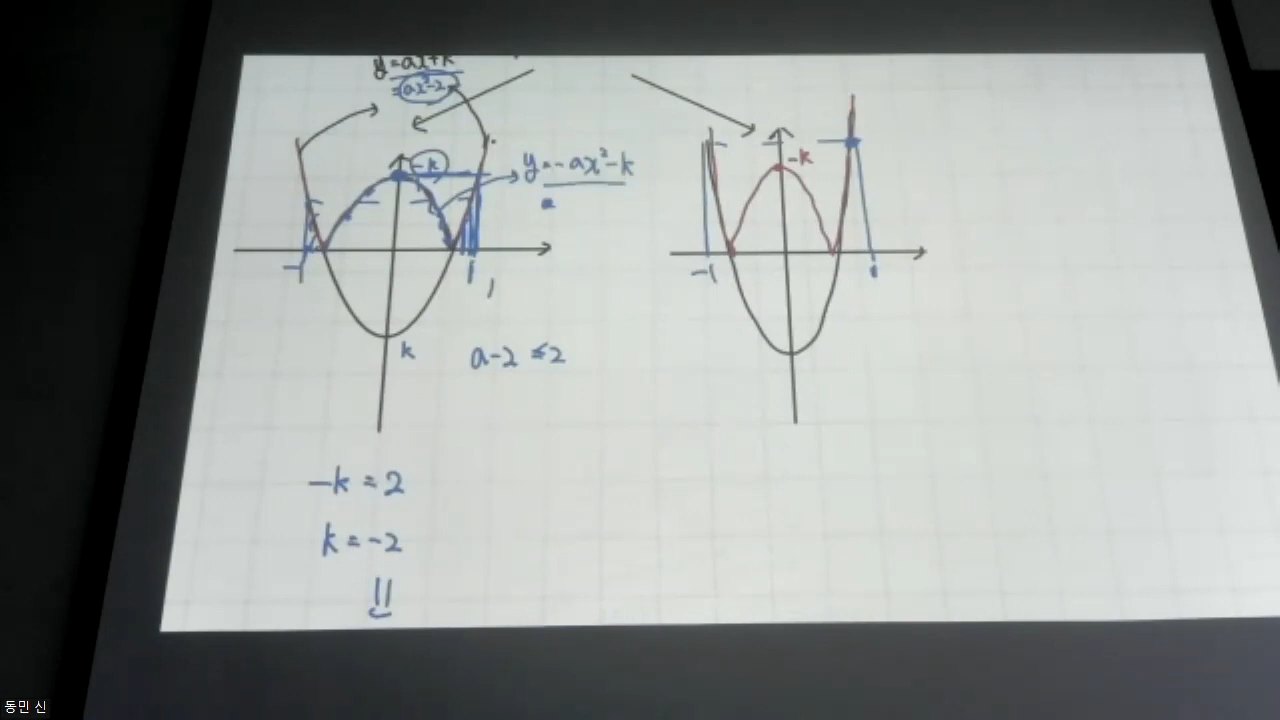 y=ax²+k
=ax²-2
-k
y=-ax²-k
-1
1
1
k
a-2≤2
-k=2
k=-2
-k
-1
동민 신